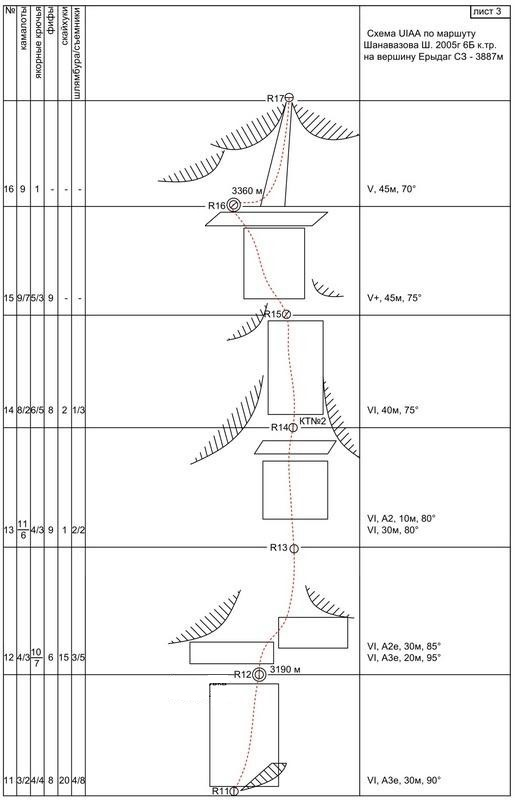 лист 3
№
камалоты
якорные крючья
фифы
скайхуки
шлямбура/съемники
Схема UIAA по маршруту
Шанавазова Ш. 2005г 6Б к.тр.
на вершину Ерыдаг СЗ - 3887м
R17
3360 м
16 9 1 - - - V, 45м, 70°
R16
15 9/7 5/3 9 - - V+, 45м, 75°
R15
14 8/2 6/5 8 2 1/3 VI, 40м, 75°
КТ№2
R14
VI, A2, 10м, 80°
13 11/6 4/3 9 1 2/2 VI, 30м, 80°
R13
VI, A2e, 30м, 85°
12 4/3 10/7 6 15 3/5 VI, A3e, 20м, 95°
R12 3190 м
11 3/2 4/4 8 20 4/8 VI, A3e, 30м, 90°
R11